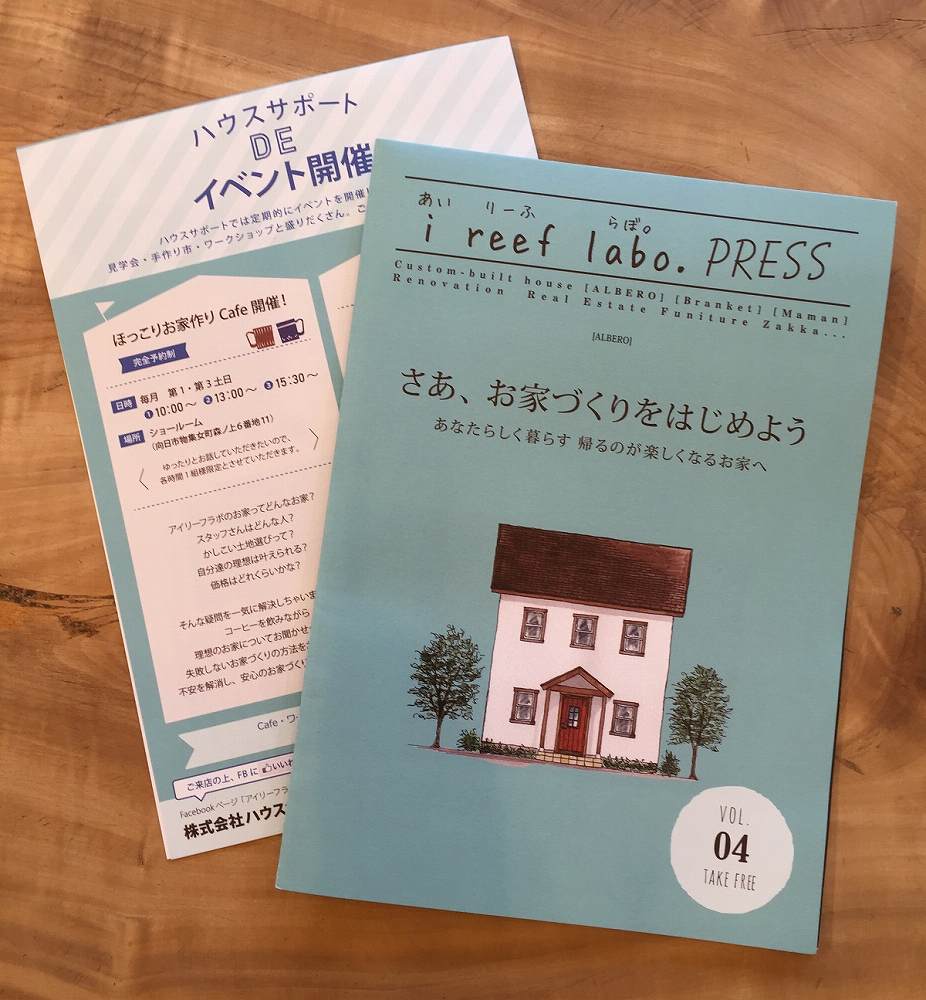 ハウスサポート
DE
イベント開催
ハウスサポートでは定期的にイベントを開催
見学会・手作り市・ワークショップと盛りだくさん。ご
ほっこりお家作り Cafe 開催！
完全予約制
日時 毎月 第1・第3土日
❶10:00～ ❷13:00～ ❸15:30～
場所 ショールーム
（向日市物集女町森ノ上6番地11）
ゆったりとお話していただきたいので、
各時間1組様限定とさせていただきます。
アイリーフラボのお家ってどんなお家？
スタッフさんはどんな人？
かしこい土地選びって？
自分達の理想は叶えられる？
価格はどれくらいかな？
そんな疑問を一気に解決しちゃいま
コーヒーを飲みながら
理想のお家についてお聞かせ
失敗しないお家づくりの方法を
不安を解消し、安心のお家づくり
Cafe・ワ
ご来店の上、FBに いいね
Facebookページ「アイリーフラ
株式会社ハウス
あい りーふ らぼ。
i reef labo. PRESS
Custom-built house [ALBERO] [Branket] [Maman]
Renovation Real Estate Funiture Zakka...
[ALBERO]
さあ、お家づくりをはじめよう
あなたらしく暮らす 帰るのが楽しくなるお家へ
VOL.
04
TAKE FREE